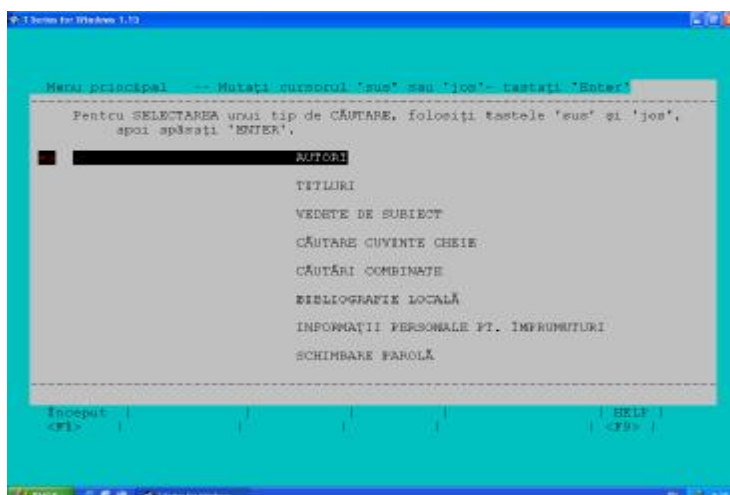 T Series for Windows 1.13
Menu principal -- Mutaţi cursorul 'sus' sau 'jos'- tastaţi 'Enter'
Pentru SELECTAREA unui tip de CĂUTARE, folosiţi tastele 'sus' şi 'jos',
apoi apăsaţi 'ENTER'.
AUTORI
TITLURI
VEDETE DE SUBIECT
CĂUTARE CUVINTE CHEIE
CĂUTĂRI COMBINATE
BIBLIOGRAFIE LOCALĂ
INFORMAŢII PERSONALE PT. ÎMPRUMUTURI
SCHIMBARE PAROLĂ
Început | | | | | HELP |
<F1> | | | | | <F9> |